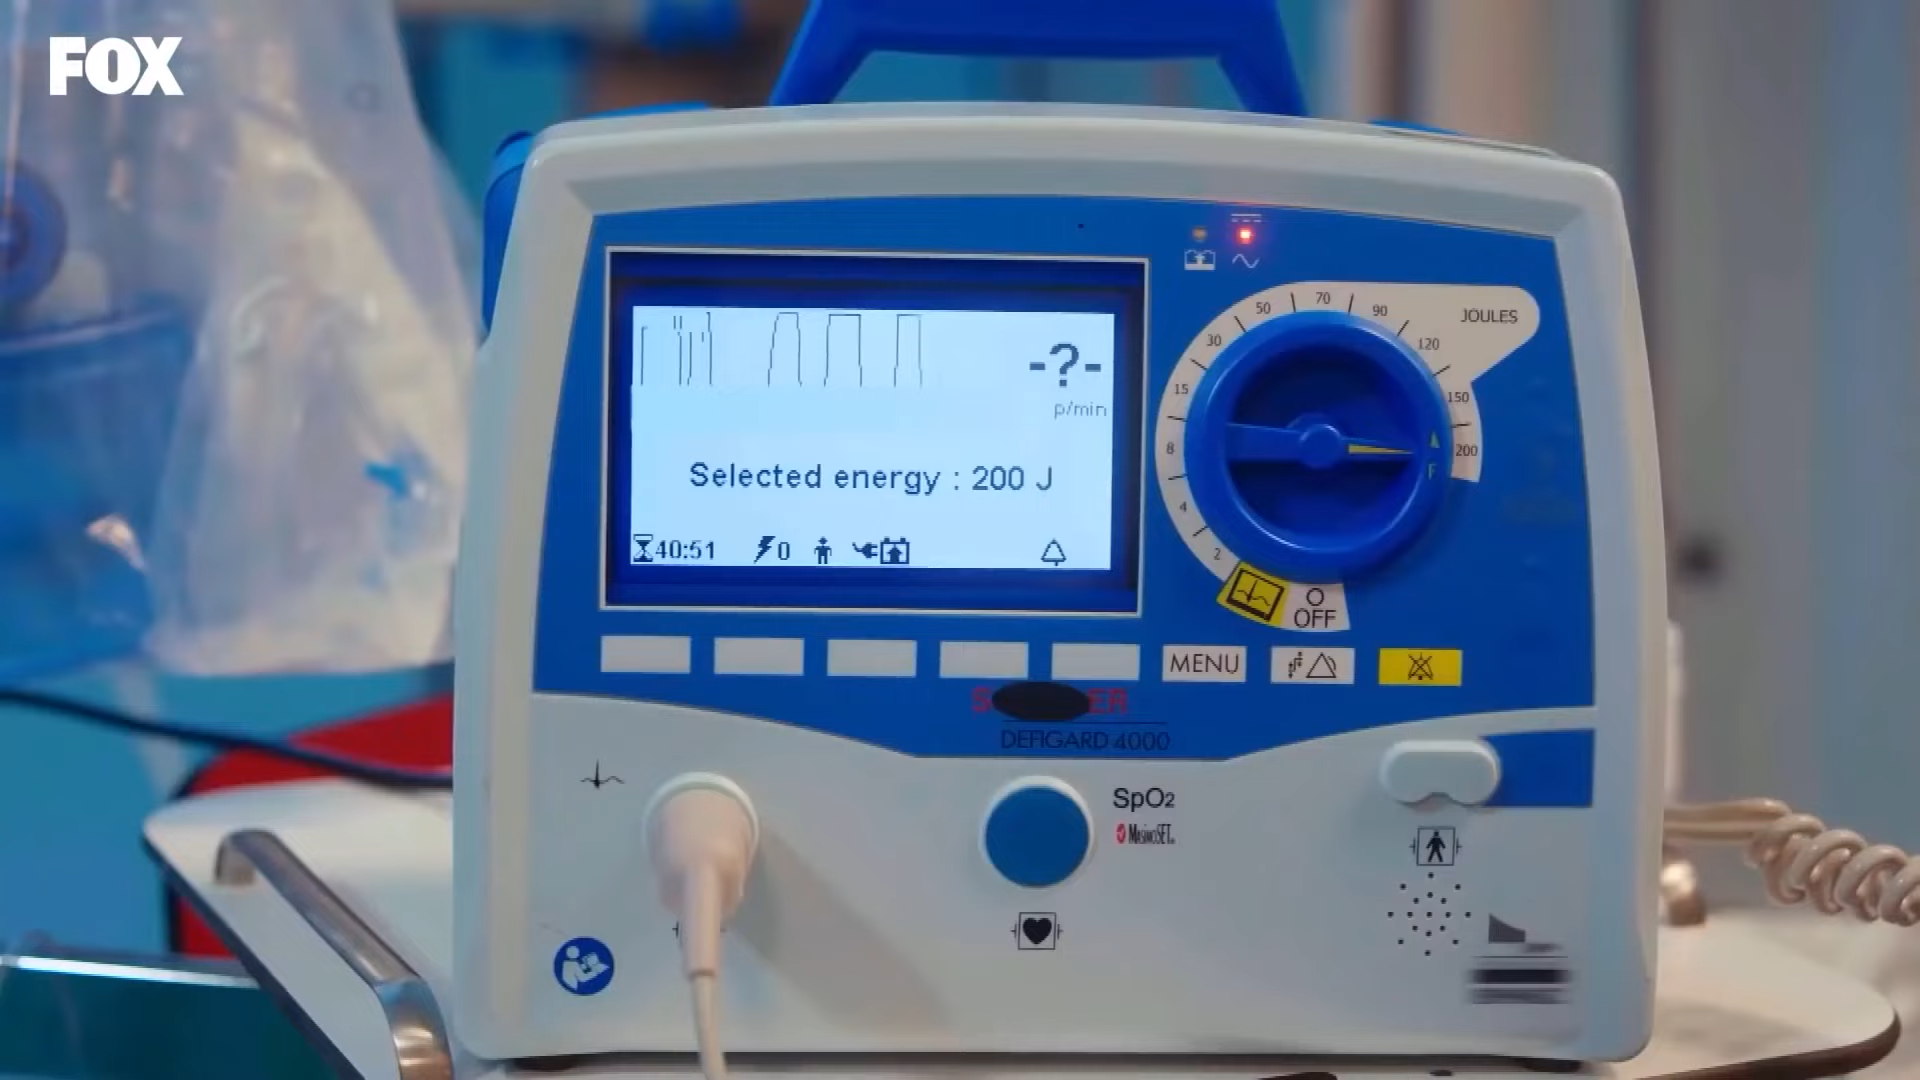 FOX
-?-
p/min
Selected energy : 200 J
40:51
0
JOULES
2
4
8
15
30
50
70
90
120
150
200
OFF
MENU
DEFIGARD 4000
SpO2
MasimoSET